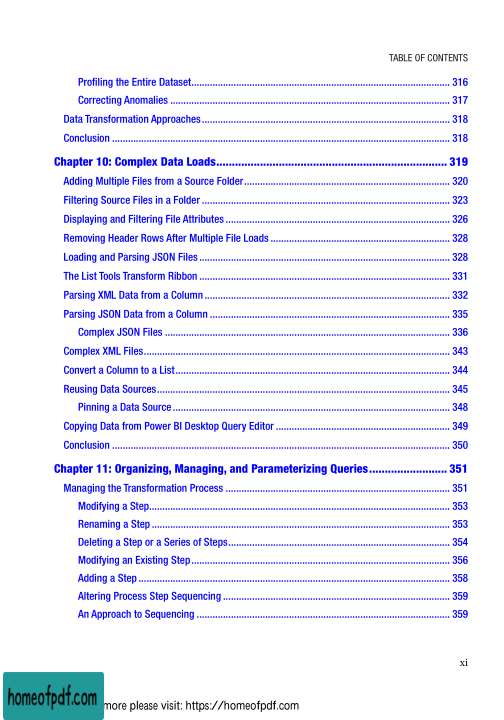 TABLE OF CONTENTS
Profiling the Entire Dataset.......... 316
Correcting Anomalies .......... 317
Data Transformation Approaches.......... 318
Conclusion .......... 318
Chapter 10: Complex Data Loads.......... 319
Adding Multiple Files from a Source Folder.......... 320
Filtering Source Files in a Folder .......... 323
Displaying and Filtering File Attributes .......... 326
Removing Header Rows After Multiple File Loads .......... 328
Loading and Parsing JSON Files .......... 328
The List Tools Transform Ribbon .......... 331
Parsing XML Data from a Column.......... 332
Parsing JSON Data from a Column .......... 335
Complex JSON Files .......... 336
Complex XML Files.......... 343
Convert a Column to a List.......... 344
Reusing Data Sources.......... 345
Pinning a Data Source .......... 348
Copying Data from Power BI Desktop Query Editor .......... 349
Conclusion .......... 350
Chapter 11: Organizing, Managing, and Parameterizing Queries.......... 351
Managing the Transformation Process .......... 351
Modifying a Step.......... 353
Renaming a Step .......... 353
Deleting a Step or a Series of Steps.......... 354
Modifying an Existing Step.......... 356
Adding a Step .......... 358
Altering Process Step Sequencing .......... 359
An Approach to Sequencing .......... 359
xi
homeofpdf.com
more please visit: https://homeofpdf.com